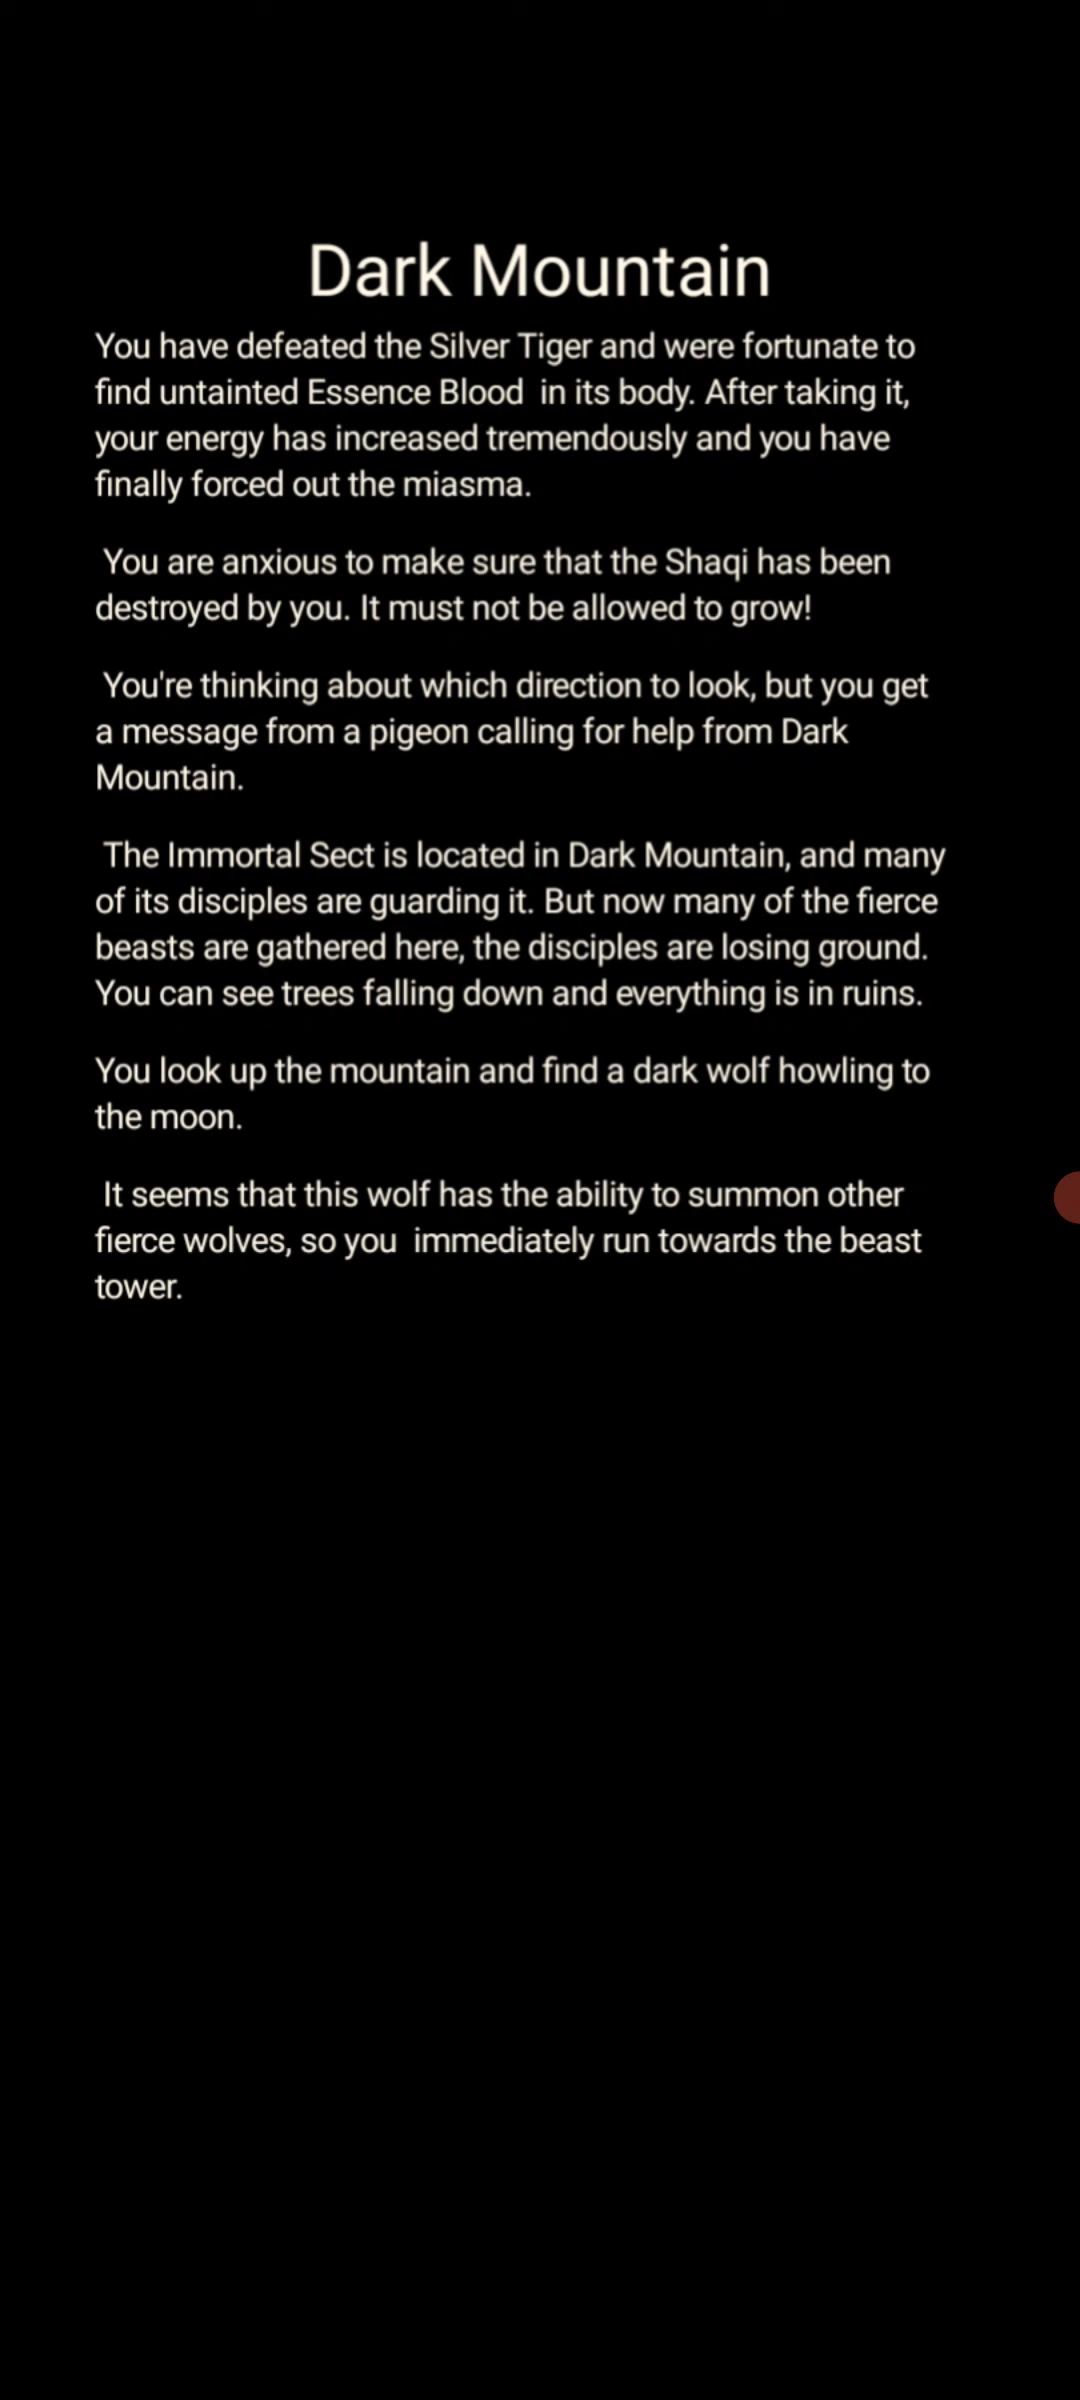 Dark Mountain
You have defeated the Silver Tiger and were fortunate to
find untainted Essence Blood  in its body. After taking it,
your energy has increased tremendously and you have
finally forced out the miasma.
You are anxious to make sure that the Shaqi has been
destroyed by you. It must not be allowed to grow!
You're thinking about which direction to look, but you get
a message from a pigeon calling for help from Dark
Mountain.
The Immortal Sect is located in Dark Mountain, and many
of its disciples are guarding it. But now many of the fierce
beasts are gathered here, the disciples are losing ground.
You can see trees falling down and everything is in ruins.
You look up the mountain and find a dark wolf howling to
the moon.
It seems that this wolf has the ability to summon other
fierce wolves, so you  immediately run towards the beast
tower.